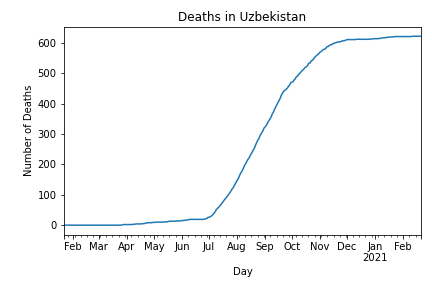 Deaths in Uzbekistan
600
500
400
300
200
100
0
Number of Deaths
Feb Mar Apr May Jun Jul Aug Sep Oct Nov Dec Jan Feb
2021
Day